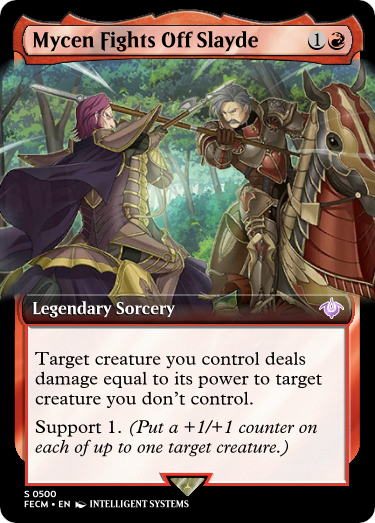 Mycen Fights Off Slayde 1
Legendary Sorcery
Target creature you control deals
damage equal to its power to target
creature you don't control.
Support 1. (Put a +1/+1 counter on
each of up to one target creature.)
S 0500
FECM • EN INTELLIGENT SYSTEMS